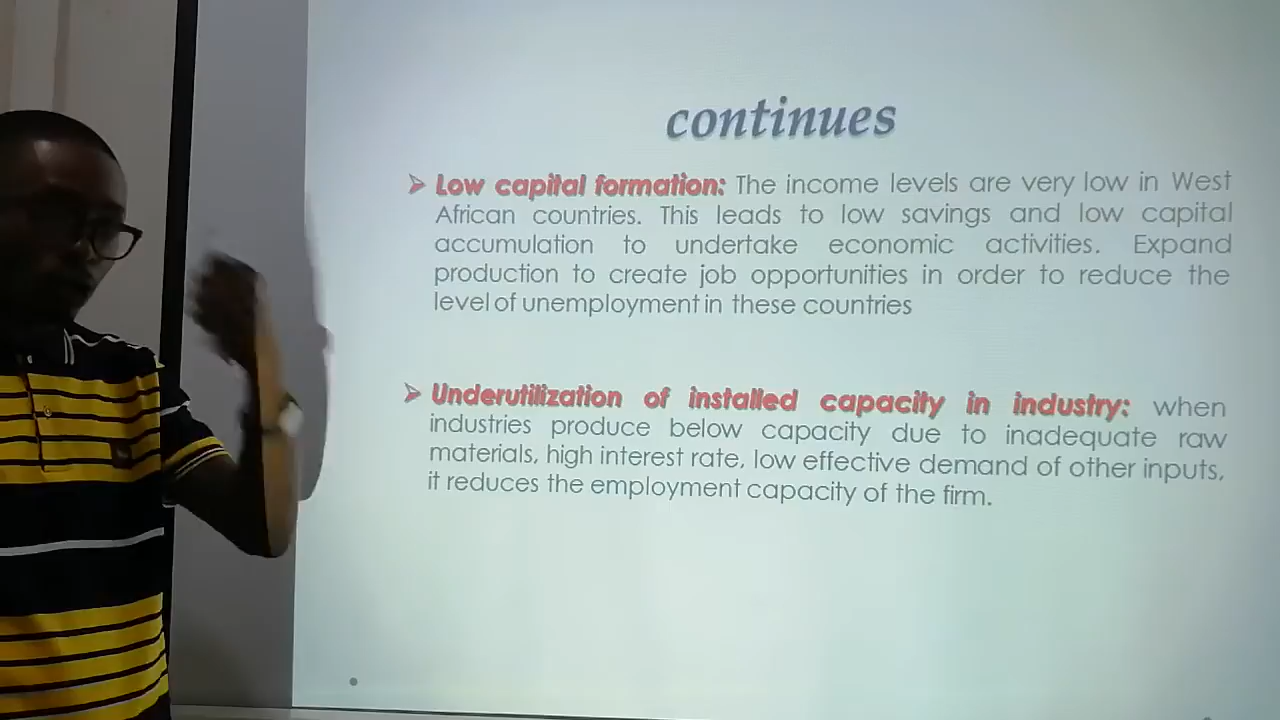 continues
➢ Low capital formation: The income levels are very low in West
African countries. This leads to low savings and low capital
accumulation to undertake economic activities. Expand
production to create job opportunities in order to reduce the
level of unemployment in these countries
➢ Underutilization of installed capacity in industry: when
industries produce below capacity due to inadequate raw
materials, high interest rate, low effective demand of other inputs,
it reduces the employment capacity of the firm.